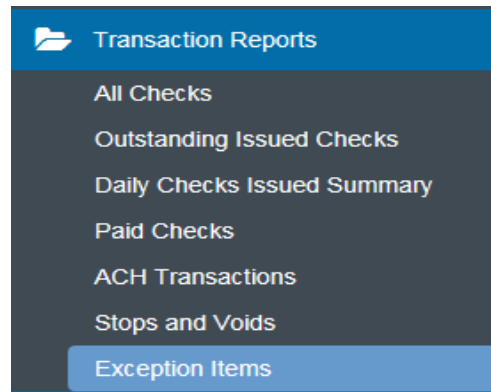 Transaction Reports
All Checks
Outstanding Issued Checks
Daily Checks Issued Summary
Paid Checks
ACH Transactions
Stops and Voids
Exception Items